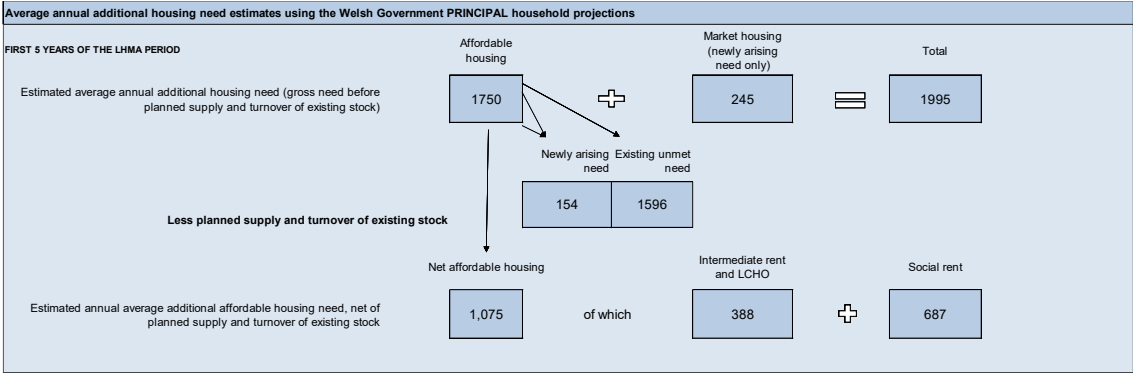 Average annual additional housing need estimates using the Welsh Government PRINCIPAL household projections
FIRST 5 YEARS OF THE LHMA PERIOD
Affordable
housing
Market housing
(newly arising
need only)
Total
Estimated average annual additional housing need (gross need before
planned supply and turnover of existing stock)
1750
245
1995
Newly arising
need
Existing unmet
need
154
1596
Less planned supply and turnover of existing stock
Net affordable housing
Intermediate rent
and LCHO
Social rent
Estimated annual average additional affordable housing need, net of
planned supply and turnover of existing stock
1,075
of which
388
687